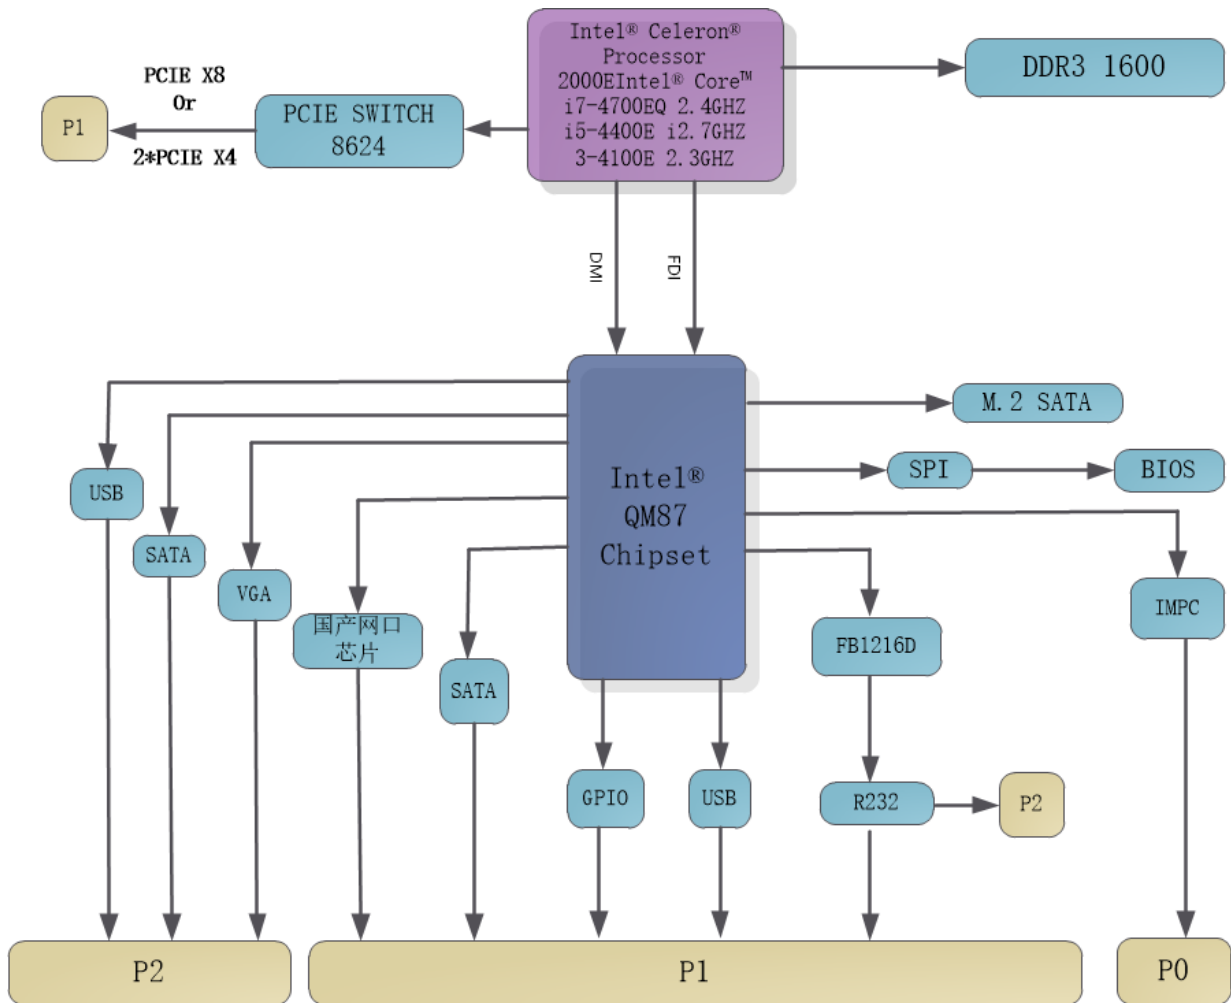 Intel® Celeron®
Processor
2000EIntel® Core™
i7-4700EQ 2.4GHZ
i5-4400E i2.7GHZ
3-4100E 2.3GHZ
DDR3 1600
PCIE X8
Or
2*PCIE X4
P1
PCIE SWITCH
8624
DMI
FDI
Intel®
QM87
Chipset
M.2 SATA
SPI
BIOS
USB
SATA
VGA
国产网口
芯片
SATA
FB1216D
IMPC
GPIO
USB
R232
P2
P2
P1
P0